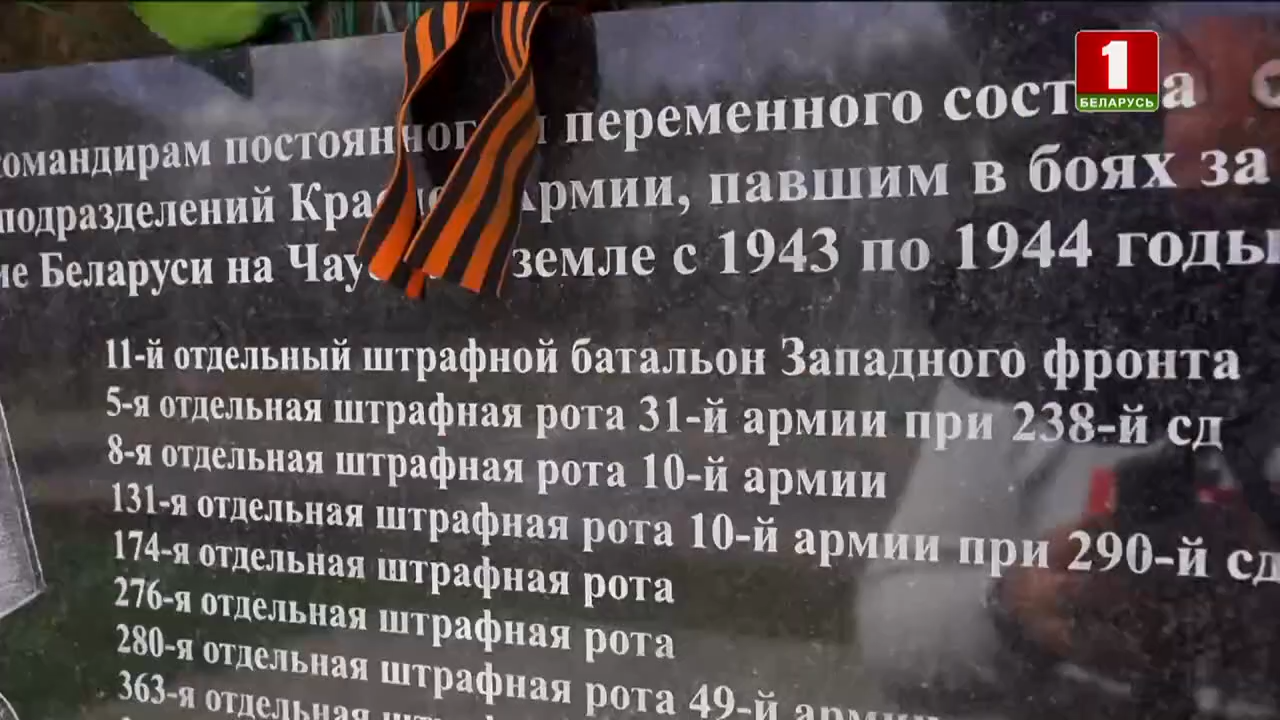 1
БЕЛАРУСЬ
командирам постоянног переменного состава
подразделений Армии, павшим в боях за
Беларуси на земле с 1943 по 1944 годы
11-й отдельный штрафной батальон Западного фронта
5-я отдельная штрафная рота 31-й армии при 238-й сд
8-я отдельная штрафная рота 10-й армии
131-я отдельная штрафная рота 10-й армии при 290-й сд
174-я отдельная штрафная рота
276-я отдельная штрафная рота
280-я отдельная штрафная рота 49-й армии
363-я отдельная